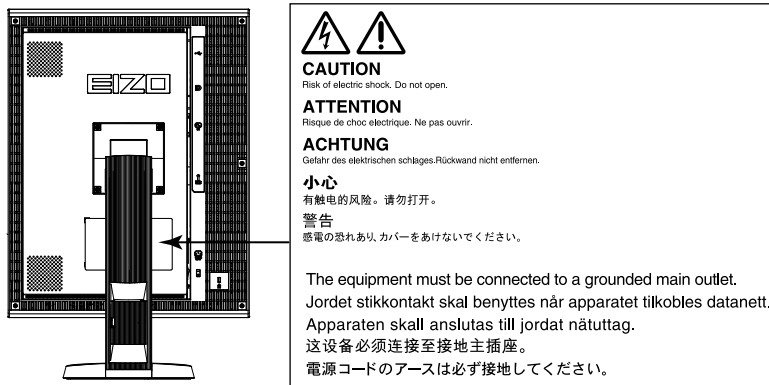 EIZO
CAUTION
Risk of electric shock. Do not open.
ATTENTION
Risque de choc electrique. Ne pas ouvrir.
ACHTUNG
Gefahr des elektrischen schlages.Rückwand nicht entfernen.
小心
有触电的风险。请勿打开。
警告
感電の恐れあり、カバーをあけないでください。
The equipment must be connected to a grounded main outlet.
Jordet stikkontakt skal benyttes når apparatet tilkobles datanett.
Apparaten skall anslutas till jordat nätuttag.
这设备必须连接至接地主插座。
電源コードのアースは必ず接地してください。